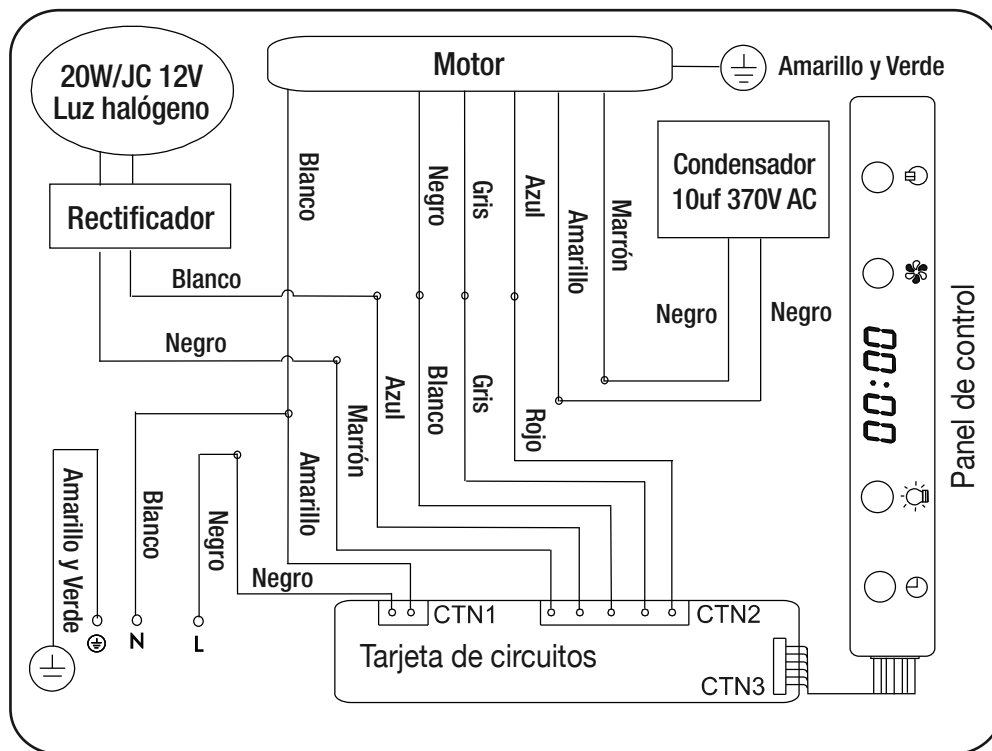 20W/JC 12V
Luz halógeno
Motor
Amarillo y Verde
Rectificador
Condensador
10uf 370V AC
Blanco
Negro
Gris
Azul
Amarillo
Marrón
Blanco
Negro
Negro
Negro
Azul
Blanco
Gris
Rojo
Marrón
Amarillo
Amarillo y Verde
Blanco
Negro
Negro
N
L
CTN1
CTN2
Tarjeta de circuitos
CTN3
00:00
Panel de control